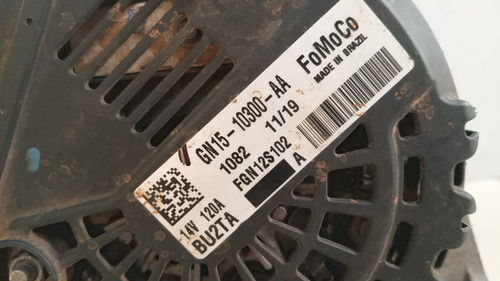 FoMoCo
MADE IN BRAZIL
GN15-10300-AA
1082 11/19
FGN12S102
A
14V 120A
BU2TA